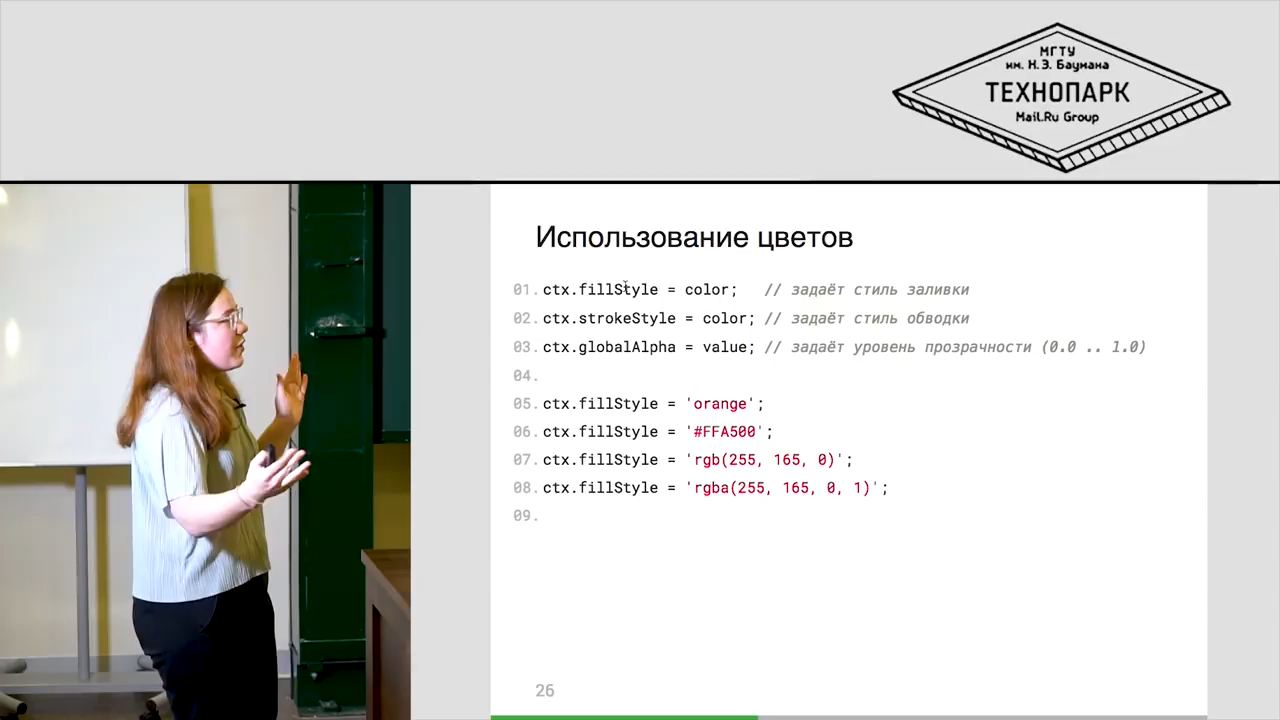 МГТУ
им. Н.Э. Баумана
ТЕХНОПАРК
Mail.Ru Group
Использование цветов
01. ctx.fillStyle = color; // задаёт стиль заливки
02. ctx.strokeStyle = color; // задаёт стиль обводки
03. ctx.globalAlpha = value; // задаёт уровень прозрачности (0.0 .. 1.0)
04.
05. ctx.fillStyle = 'orange';
06. ctx.fillStyle = '#FFA500';
07. ctx.fillStyle = 'rgb(255, 165, 0)';
08. ctx.fillStyle = 'rgba(255, 165, 0, 1)';
09.
26